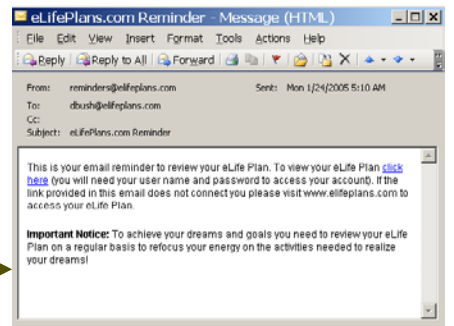 eLifePlans.com Reminder - Message (HTML)
File Edit View Insert Format Tools Actions Help
Reply Reply to All Forward
From: reminders@elifeplans.com Sent: Mon 1/24/2005 5:10 AM
To: dbush@elifeplans.com
Cc:
Subject: eLifePlans.com Reminder
This is your email reminder to review your eLife Plan. To view your eLife Plan click
here (you will need your user name and password to access your account). If the
link provided in this email does not connect you please visit www.elifeplans.com to
access your eLife Plan.
Important Notice: To achieve your dreams and goals you need to review your eLife
Plan on a regular basis to refocus your energy on the activities needed to realize
your dreams!